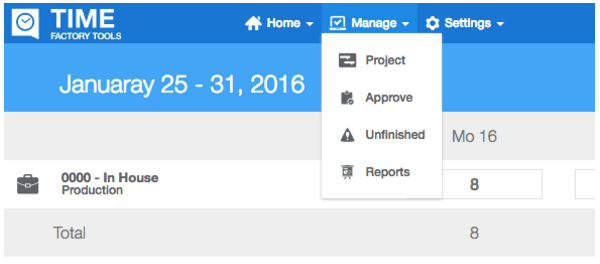 TIME
FACTORY TOOLS
Home
Manage
Settings
Project
Approve
Unfinished
Reports
Januaray 25 - 31, 2016
Mo 16
0000 - In House
Production
8
Total
8